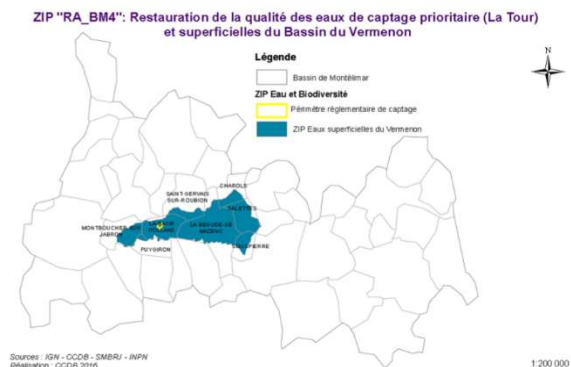 ZIP "RA_BM4": Restauration de la qualité des eaux de captage prioritaire (La Tour)
et superficielles du Bassin du Vermenon
N
Légende
Bassin de Montélimar
ZIP Eau et Biodiversité
Périmètre réglementaire de captage
ZIP Eaux superficielles du Vermenon
CHAROLS
SAINT-GERVAIS
SUR-ROUBION
SALETTES
MONTBOUCHER-SUR
JABRON
LA BEGUDE-DE
MAZENC
PUYGIRON
Sources : IGN - CCDB - SMBRJ - INPN
Réalisation : CCDB 2016
1:200 000